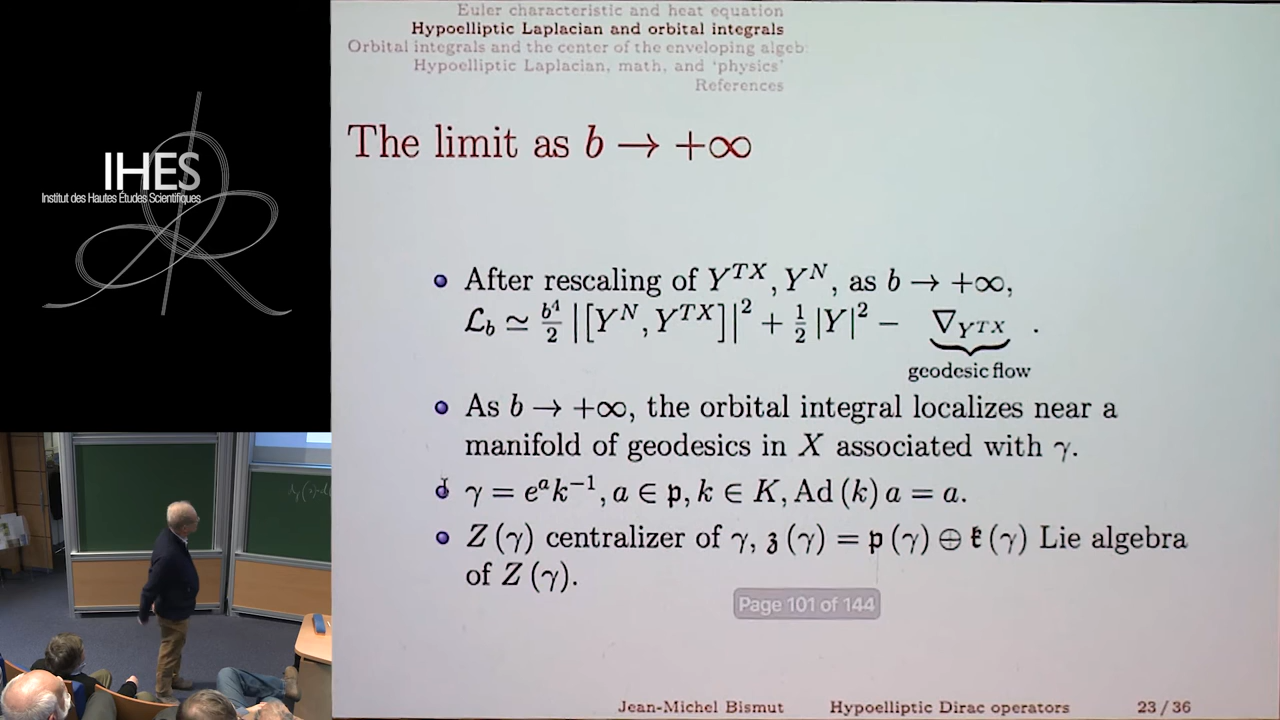 IHES
Institut des Hautes Études Scientifiques
Euler characteristic and heat equation
Hypoelliptic Laplacian and orbital integrals
Orbital integrals and the center of the enveloping algeb
Hypoelliptic Laplacian, math, and ‘physics’
References
The limit as b → +∞
After rescaling of Y^{TX}, Y^N, as b → +∞,
𝓛_b ≃ b⁴/2 |[Y^N, Y^{TX}]|² + 1/2 |Y|² − ∇_{Y^{TX}} .
geodesic flow
As b → +∞, the orbital integral localizes near a
manifold of geodesics in X associated with γ.
γ = e^a k^{−1}, a ∈ 𝔭, k ∈ K, Ad (k) a = a.
Z (γ) centralizer of γ, 𝔷 (γ) = 𝔭 (γ) ⊕ 𝔨 (γ) Lie algebra
of Z (γ).
Page 101 of 144
Jean-Michel Bismut Hypoelliptic Dirac operators 23 / 36